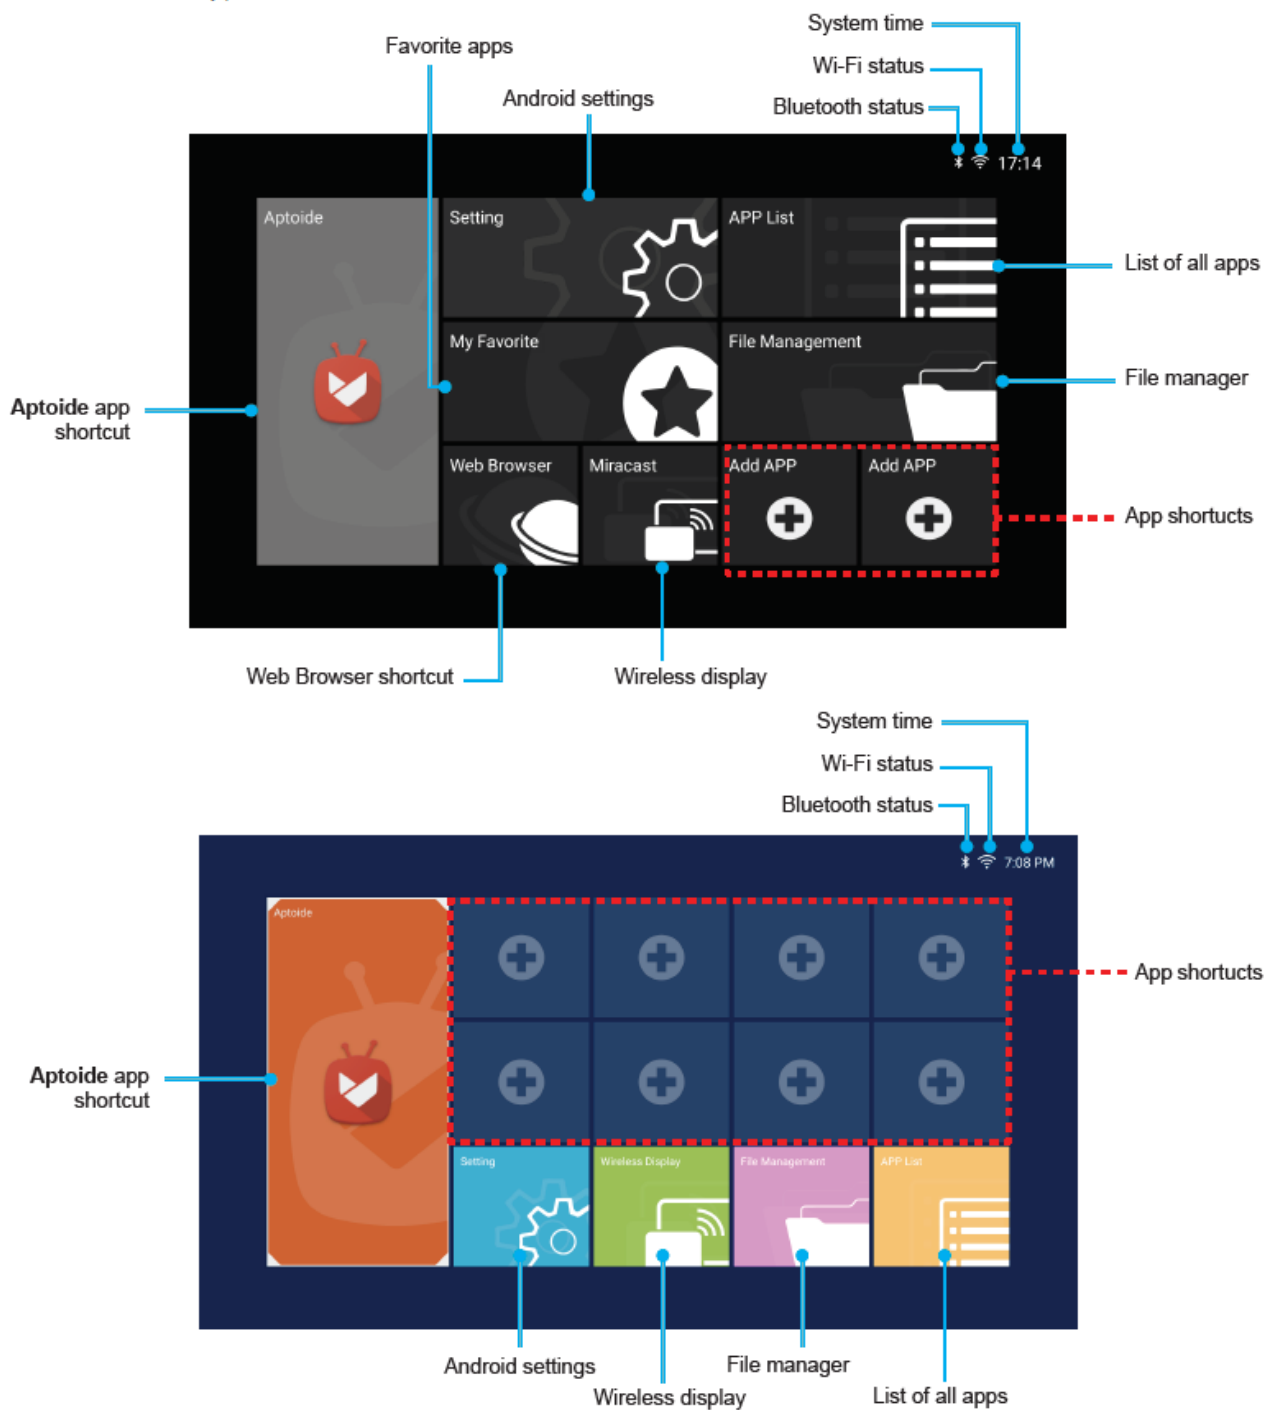 System time
Favorite apps
Wi-Fi status
Android settings
Bluetooth status
17:14
Aptoide
Setting
APP List
List of all apps
My Favorite
File Management
File manager
Aptoide app
shortcut
Web Browser
Miracast
Add APP
Add APP
App shortucts
Web Browser shortcut
Wireless display
System time
Wi-Fi status
Bluetooth status
7:08 PM
Aptoide
App shortucts
Aptoide app
shortcut
Setting
Wireless Display
File Management
APP List
Android settings
File manager
Wireless display
List of all apps